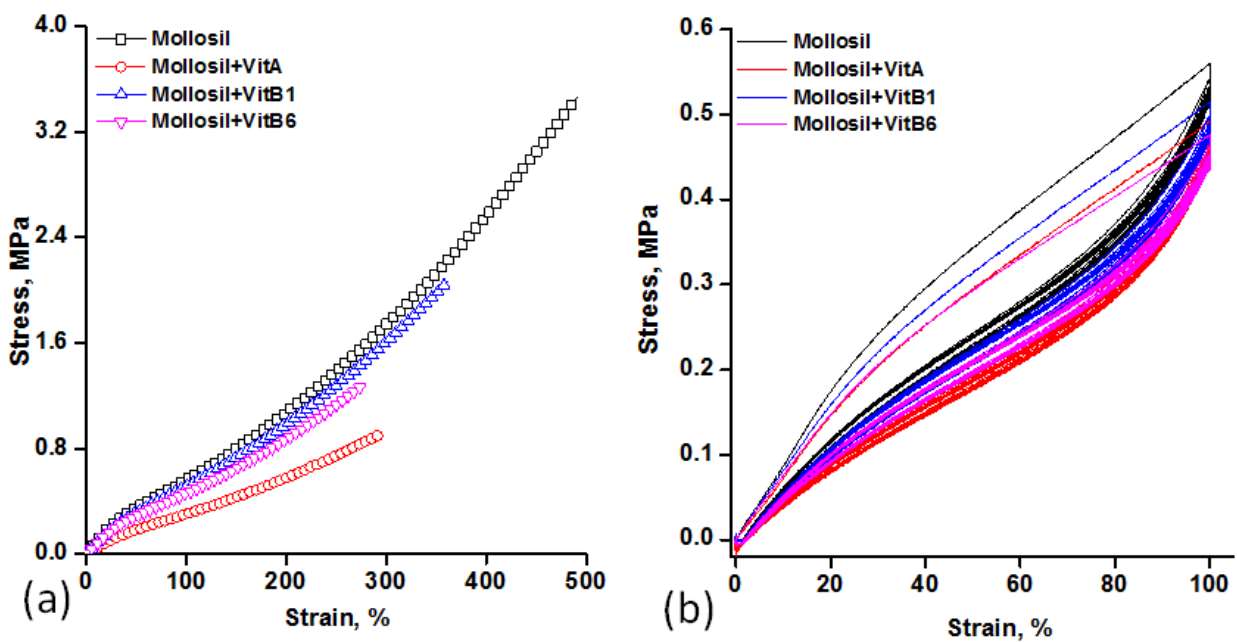 4.0
3.2
2.4
1.6
0.8
0.0
Stress, MPa
Mollosil
Mollosil+VitA
Mollosil+VitB1
Mollosil+VitB6
0 100 200 300 400 500
Strain, %
(a)
0.6
0.5
0.4
0.3
0.2
0.1
0.0
Stress, MPa
Mollosil
Mollosil+VitA
Mollosil+VitB1
Mollosil+VitB6
0 20 40 60 80 100
Strain, %
(b)